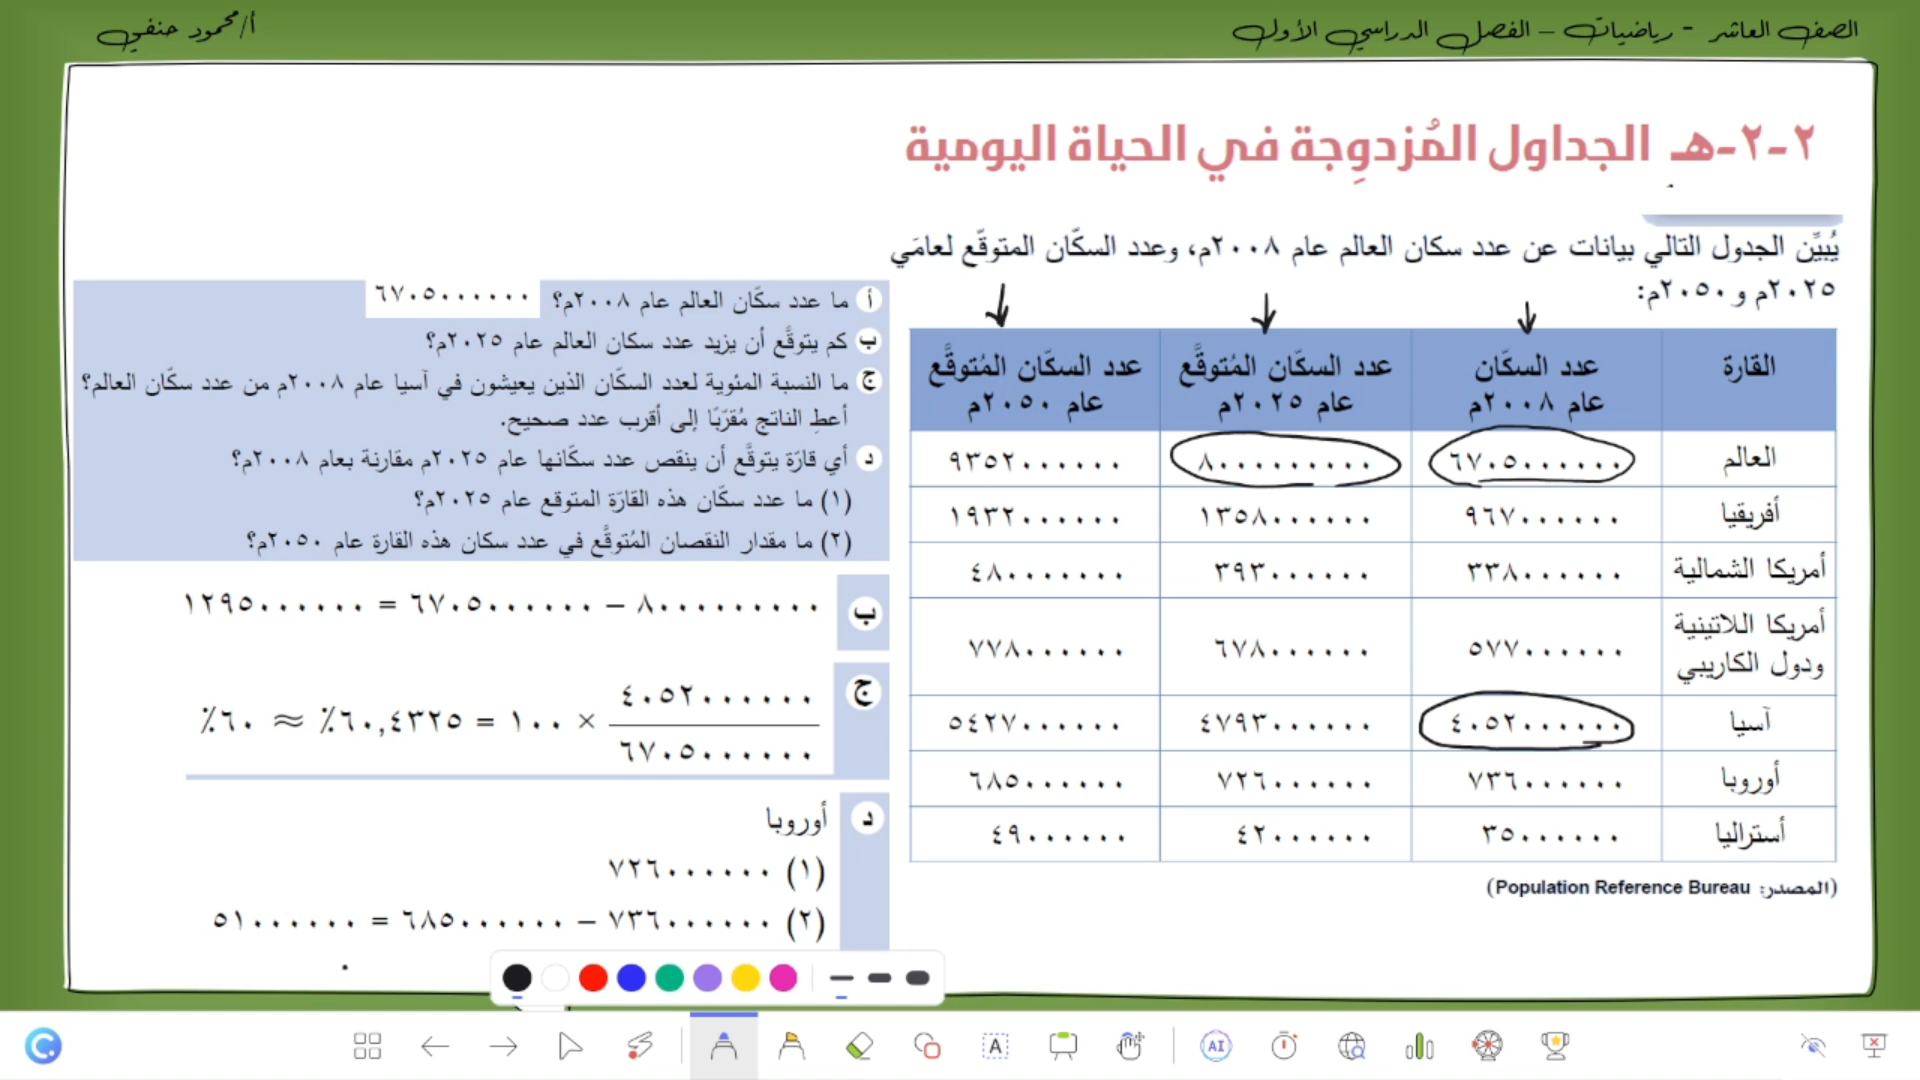 الصف العاشر - رياضيات – الفصل الدراسي الأول
أ/محمود حنفي
٢-٢-هـ الجداول المُزدوِجة في الحياة اليومية
يُبيِّن الجدول التالي بيانات عن عدد سكان العالم عام ٢٠٠٨م، وعدد السكّان المتوقّع لعامَي
٢٠٢٥م و ٢٠٥٠م:
القارة | عدد السكّان عام ٢٠٠٨م | عدد السكّان المُتوقَّع عام ٢٠٢٥م | عدد السكّان المُتوقَّع عام ٢٠٥٠م
العالم | ٦٧٠٥٠٠٠٠٠٠ | ٨٠٠٠٠٠٠٠٠٠ | ٩٣٥٢٠٠٠٠٠٠
أفريقيا | ٩٦٧٠٠٠٠٠٠ | ١٣٥٨٠٠٠٠٠٠ | ١٩٣٢٠٠٠٠٠٠
أمريكا الشمالية | ٣٣٨٠٠٠٠٠٠ | ٣٩٣٠٠٠٠٠٠ | ٤٨٠٠٠٠٠٠٠
أمريكا اللاتينية ودول الكاريبي | ٥٧٧٠٠٠٠٠٠ | ٦٧٨٠٠٠٠٠٠ | ٧٧٨٠٠٠٠٠٠
آسيا | ٤٠٥٢٠٠٠٠٠٠ | ٤٧٩٣٠٠٠٠٠٠ | ٥٤٢٧٠٠٠٠٠٠
أوروبا | ٧٣٦٠٠٠٠٠٠ | ٧٢٦٠٠٠٠٠٠ | ٦٨٥٠٠٠٠٠٠
أستراليا | ٣٥٠٠٠٠٠٠ | ٤٢٠٠٠٠٠٠ | ٤٩٠٠٠٠٠٠
(المصدر: Population Reference Bureau)
أ ما عدد سكّان العالم عام ٢٠٠٨م؟ ٦٧٠٥٠٠٠٠٠٠
ب كم يتوقَّع أن يزيد عدد سكان العالم عام ٢٠٢٥م؟
ج ما النسبة المئوية لعدد السكّان الذين يعيشون في آسيا عام ٢٠٠٨م من عدد سكّان العالم؟
أعطِ الناتج مُقرّبًا إلى أقرب عدد صحيح.
د أي قارّة يتوقَّع أن ينقص عدد سكّانها عام ٢٠٢٥م مقارنة بعام ٢٠٠٨م؟
(١) ما عدد سكّان هذه القارّة المتوقع عام ٢٠٢٥م؟
(٢) ما مقدار النقصان المُتوقَّع في عدد سكان هذه القارة عام ٢٠٥٠م؟
ب ٨٠٠٠٠٠٠٠٠٠ – ٦٧٠٥٠٠٠٠٠٠ = ١٢٩٥٠٠٠٠٠٠
ج ٤٠٥٢٠٠٠٠٠٠
٦٧٠٥٠٠٠٠٠٠
× ١٠٠ = ٦٠,٤٣٢٥٪ ≈ ٦٠٪
د أوروبا
(١) ٧٢٦٠٠٠٠٠٠
(٢) ٧٣٦٠٠٠٠٠٠ – ٦٨٥٠٠٠٠٠٠ = ٥١٠٠٠٠٠٠
A
AI